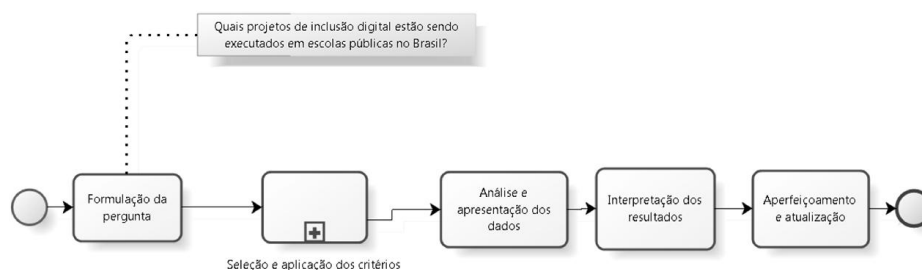 Quais projetos de inclusão digital estão sendo
executados em escolas públicas no Brasil?
Formulação da
pergunta
Seleção e aplicação dos critérios
Análise e
apresentação dos
dados
Interpretação dos
resultados
Aperfeiçoamento
e atualização